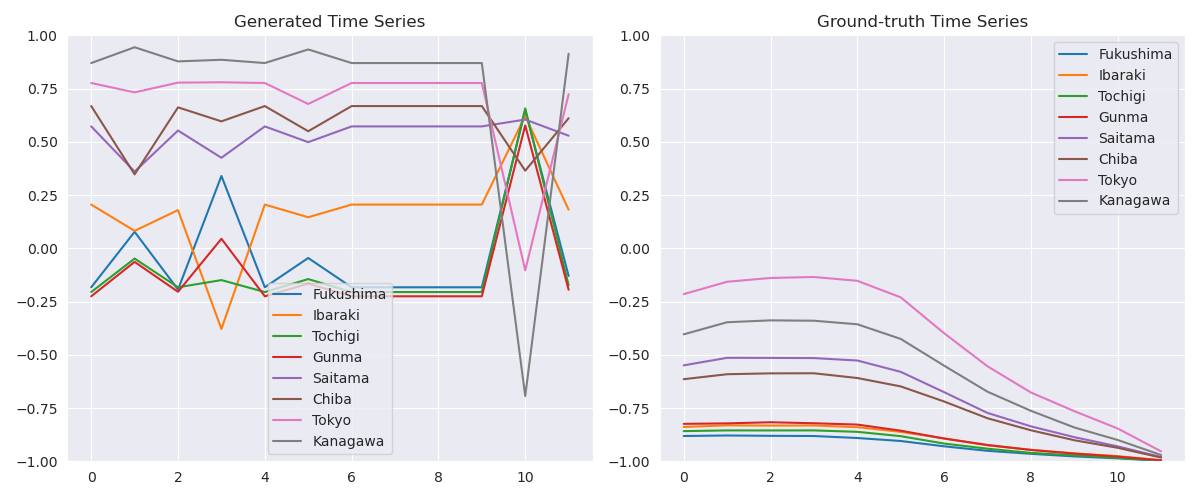 Generated Time Series
1.00
0.75
0.50
0.25
0.00
−0.25
−0.50
−0.75
−1.00
0 2 4 6 8 10
Fukushima
Ibaraki
Tochigi
Gunma
Saitama
Chiba
Tokyo
Kanagawa
Ground-truth Time Series
1.00
0.75
0.50
0.25
0.00
−0.25
−0.50
−0.75
−1.00
0 2 4 6 8 10
Fukushima
Ibaraki
Tochigi
Gunma
Saitama
Chiba
Tokyo
Kanagawa